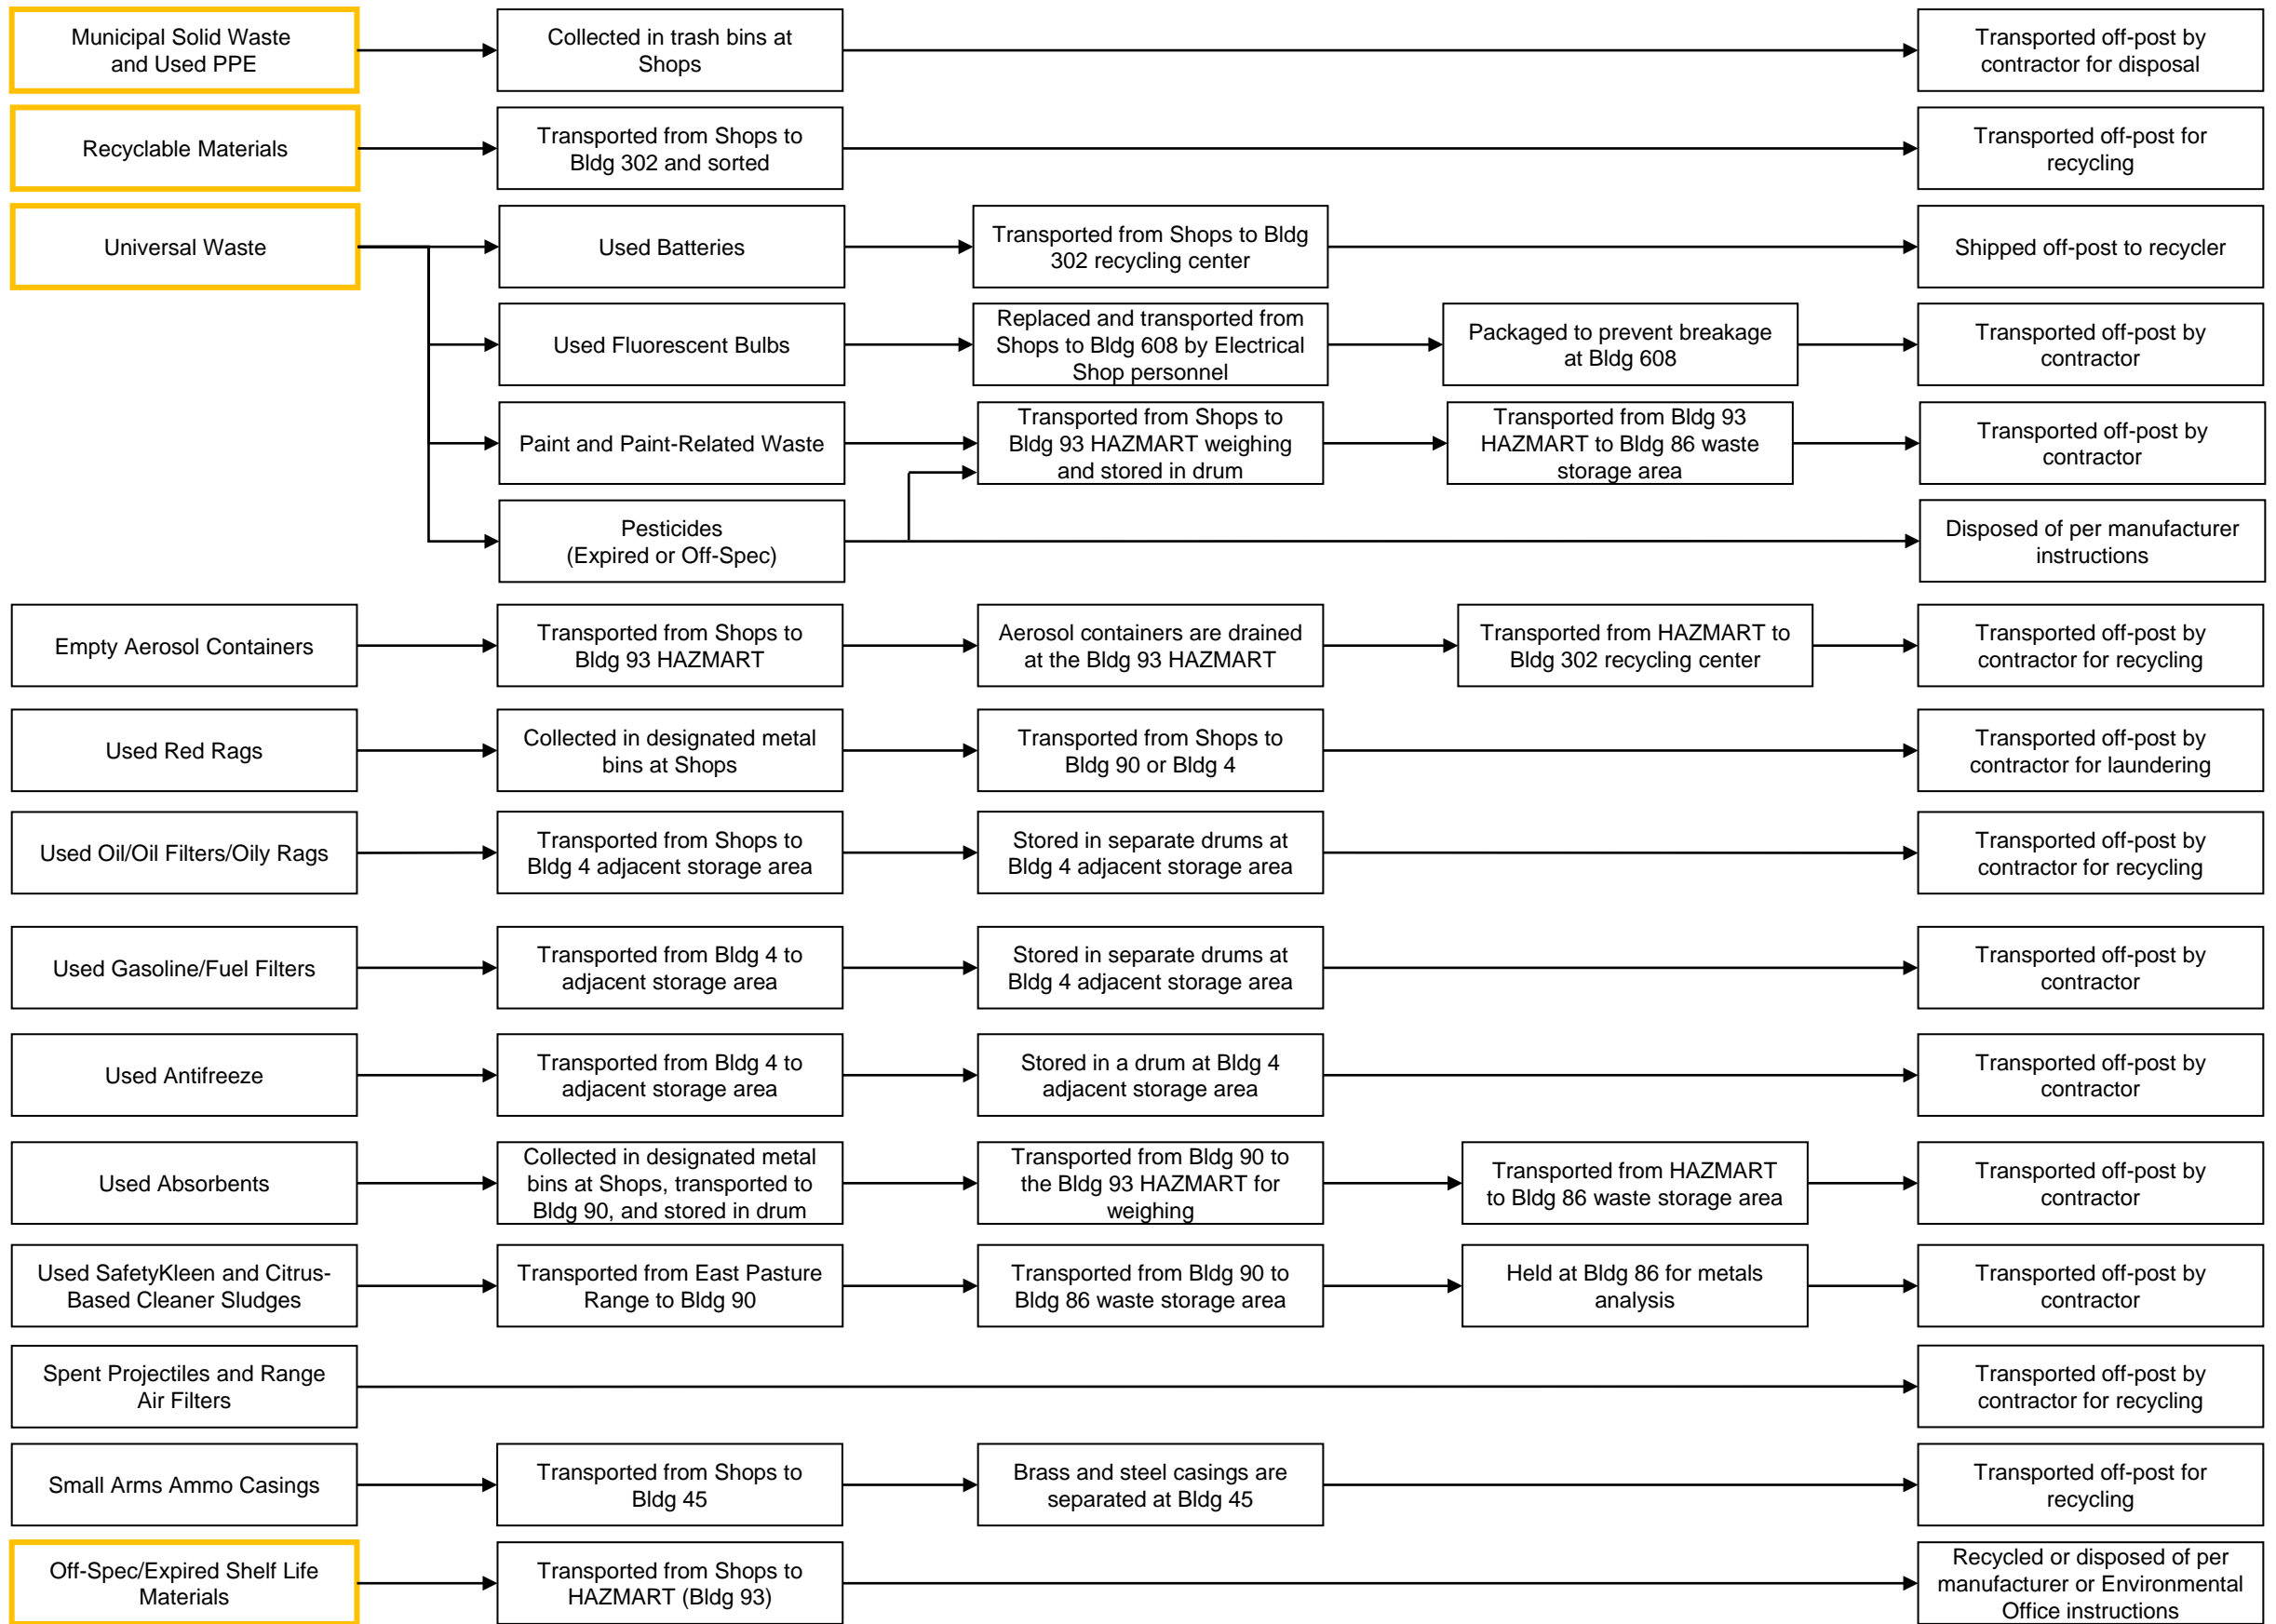 Municipal Solid Waste
and Used PPE
Collected in trash bins at
Shops
Transported off-post by
contractor for disposal
Recyclable Materials
Transported from Shops to
Bldg 302 and sorted
Transported off-post for
recycling
Universal Waste
Used Batteries
Transported from Shops to Bldg
302 recycling center
Shipped off-post to recycler
Used Fluorescent Bulbs
Replaced and transported from
Shops to Bldg 608 by Electrical
Shop personnel
Packaged to prevent breakage
at Bldg 608
Transported off-post by
contractor
Paint and Paint-Related Waste
Transported from Shops to
Bldg 93 HAZMART weighing
and stored in drum
Transported from Bldg 93
HAZMART to Bldg 86 waste
storage area
Transported off-post by
contractor
Pesticides
(Expired or Off-Spec)
Disposed of per manufacturer
instructions
Empty Aerosol Containers
Transported from Shops to
Bldg 93 HAZMART
Aerosol containers are drained
at the Bldg 93 HAZMART
Transported from HAZMART to
Bldg 302 recycling center
Transported off-post by
contractor for recycling
Used Red Rags
Collected in designated metal
bins at Shops
Transported from Shops to
Bldg 90 or Bldg 4
Transported off-post by
contractor for laundering
Used Oil/Oil Filters/Oily Rags
Transported from Shops to
Bldg 4 adjacent storage area
Stored in separate drums at
Bldg 4 adjacent storage area
Transported off-post by
contractor for recycling
Used Gasoline/Fuel Filters
Transported from Bldg 4 to
adjacent storage area
Stored in separate drums at
Bldg 4 adjacent storage area
Transported off-post by
contractor
Used Antifreeze
Transported from Bldg 4 to
adjacent storage area
Stored in a drum at Bldg 4
adjacent storage area
Transported off-post by
contractor
Used Absorbents
Collected in designated metal
bins at Shops, transported to
Bldg 90, and stored in drum
Transported from Bldg 90 to
the Bldg 93 HAZMART for
weighing
Transported from HAZMART
to Bldg 86 waste storage area
Transported off-post by
contractor
Used SafetyKleen and Citrus-
Based Cleaner Sludges
Transported from East Pasture
Range to Bldg 90
Transported from Bldg 90 to
Bldg 86 waste storage area
Held at Bldg 86 for metals
analysis
Transported off-post by
contractor
Spent Projectiles and Range
Air Filters
Transported off-post by
contractor for recycling
Small Arms Ammo Casings
Transported from Shops to
Bldg 45
Brass and steel casings are
separated at Bldg 45
Transported off-post for
recycling
Off-Spec/Expired Shelf Life
Materials
Transported from Shops to
HAZMART (Bldg 93)
Recycled or disposed of per
manufacturer or Environmental
Office instructions